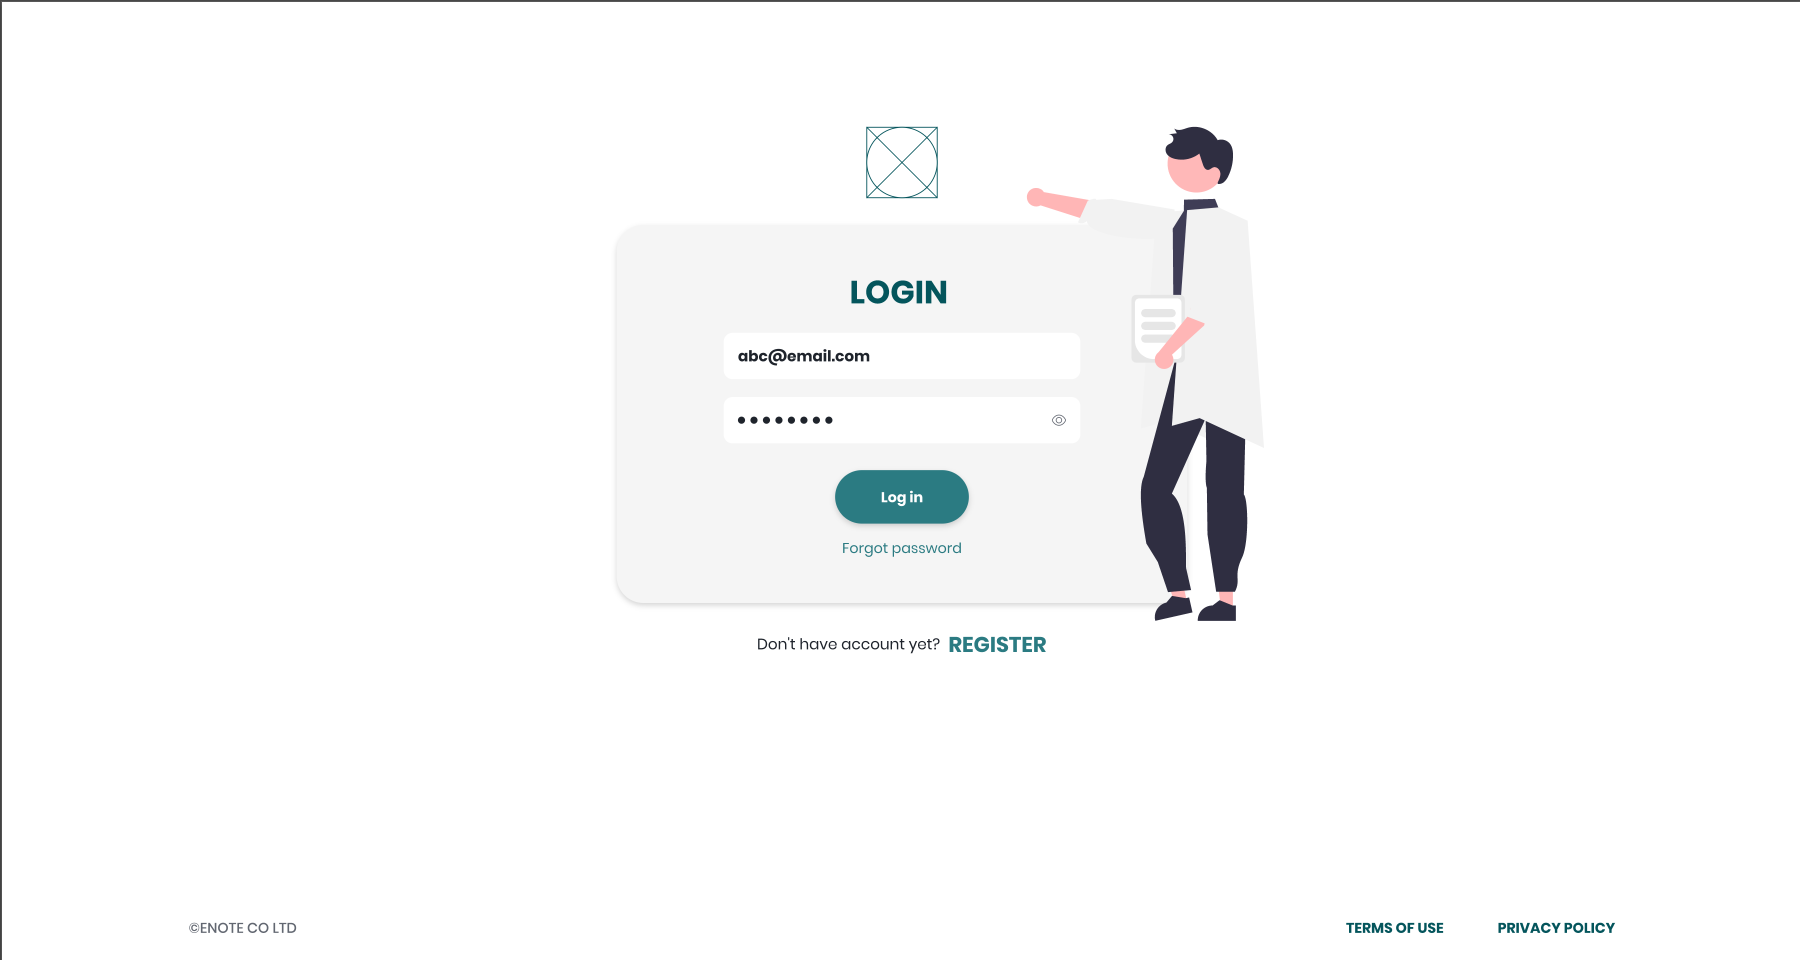 LOGIN
abc@email.com
••••••••
Log in
Forgot password
Don't have account yet? REGISTER
©ENOTE CO LTD
TERMS OF USE
PRIVACY POLICY